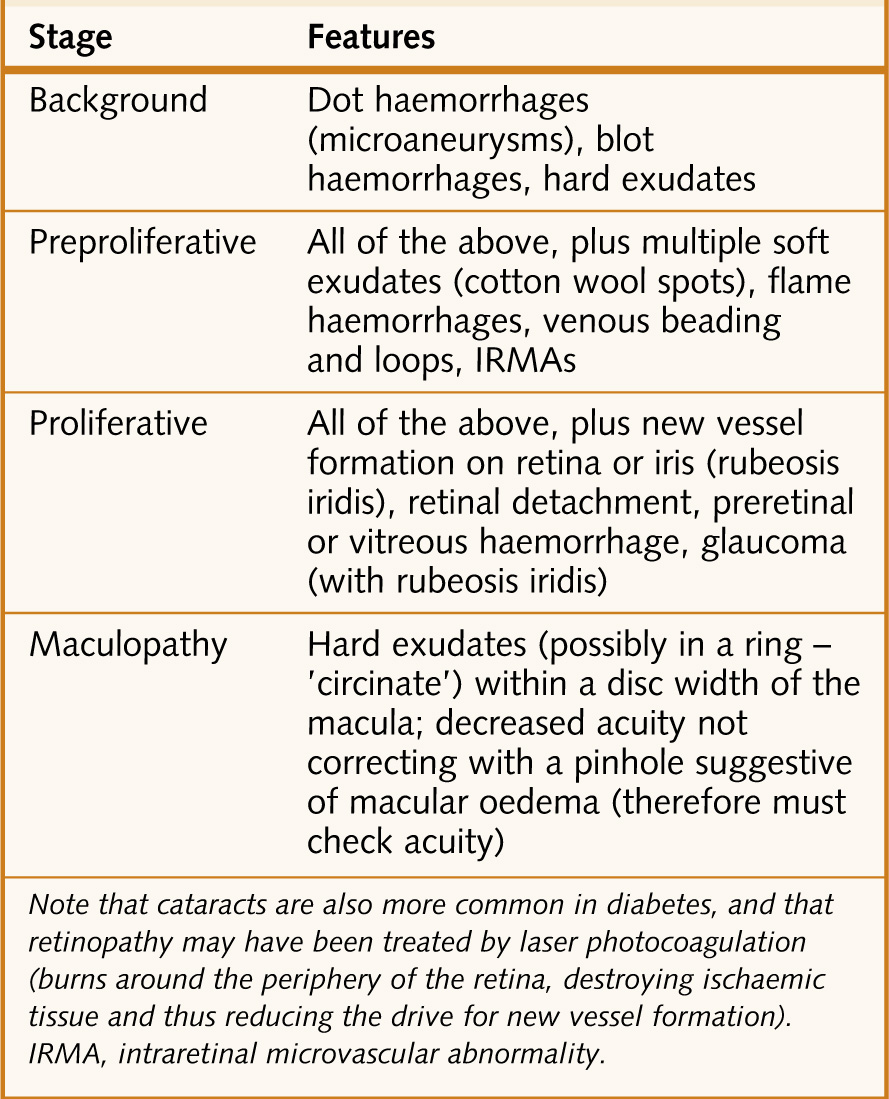 Stage Features
Background Dot haemorrhages
(microaneurysms), blot
haemorrhages, hard exudates
Preproliferative All of the above, plus multiple soft
exudates (cotton wool spots), flame
haemorrhages, venous beading
and loops, IRMAs
Proliferative All of the above, plus new vessel
formation on retina or iris (rubeosis
iridis), retinal detachment, preretinal
or vitreous haemorrhage, glaucoma
(with rubeosis iridis)
Maculopathy Hard exudates (possibly in a ring –
'circinate') within a disc width of the
macula; decreased acuity not
correcting with a pinhole suggestive
of macular oedema (therefore must
check acuity)
Note that cataracts are also more common in diabetes, and that
retinopathy may have been treated by laser photocoagulation
(burns around the periphery of the retina, destroying ischaemic
tissue and thus reducing the drive for new vessel formation).
IRMA, intraretinal microvascular abnormality.